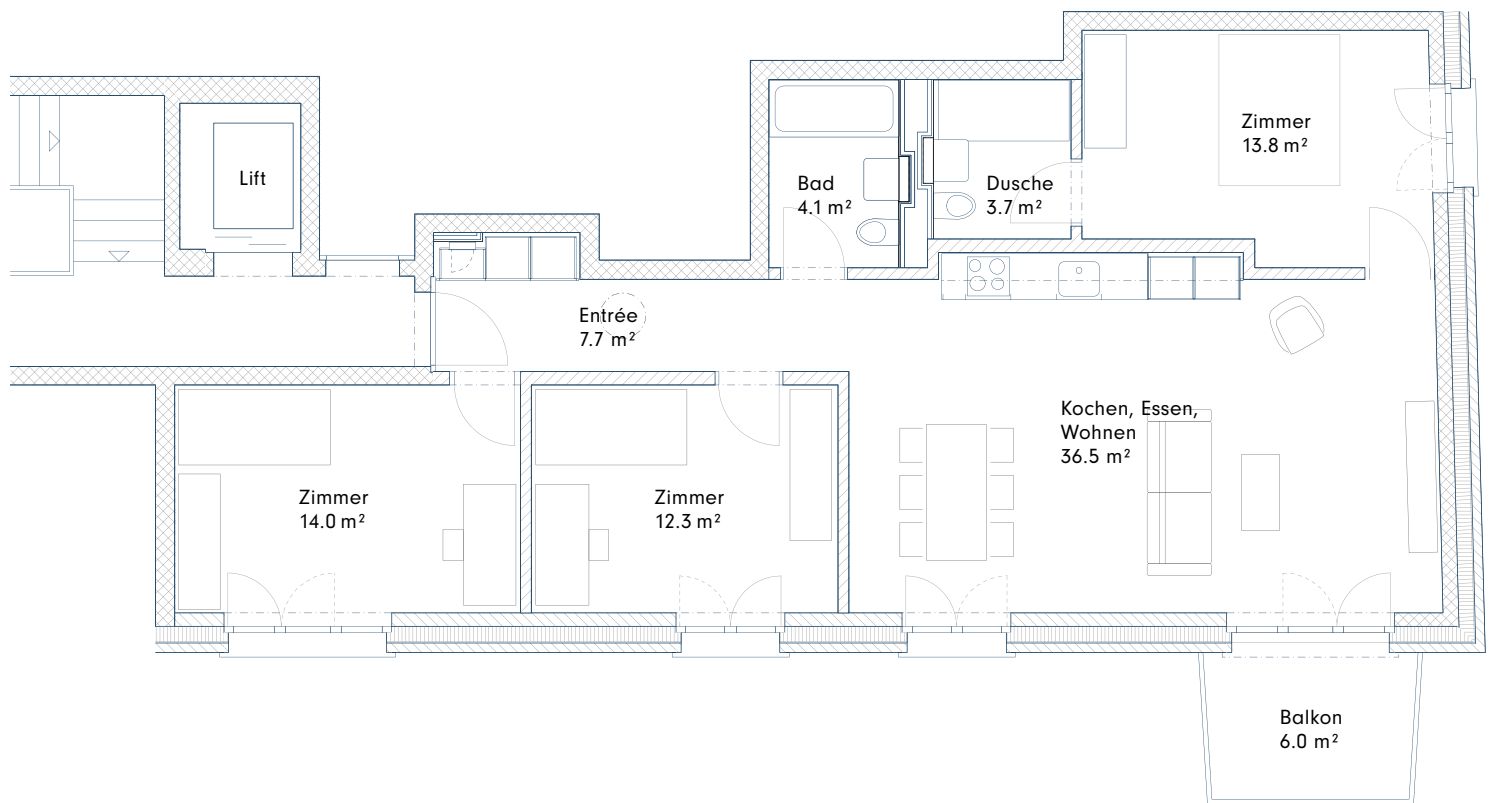 Zimmer
13.8 m²
Lift
Bad
4.1 m²
Dusche
3.7 m²
Entrée
7.7 m²
Kochen, Essen,
Wohnen
36.5 m²
Zimmer
14.0 m²
Zimmer
12.3 m²
Balkon
6.0 m²